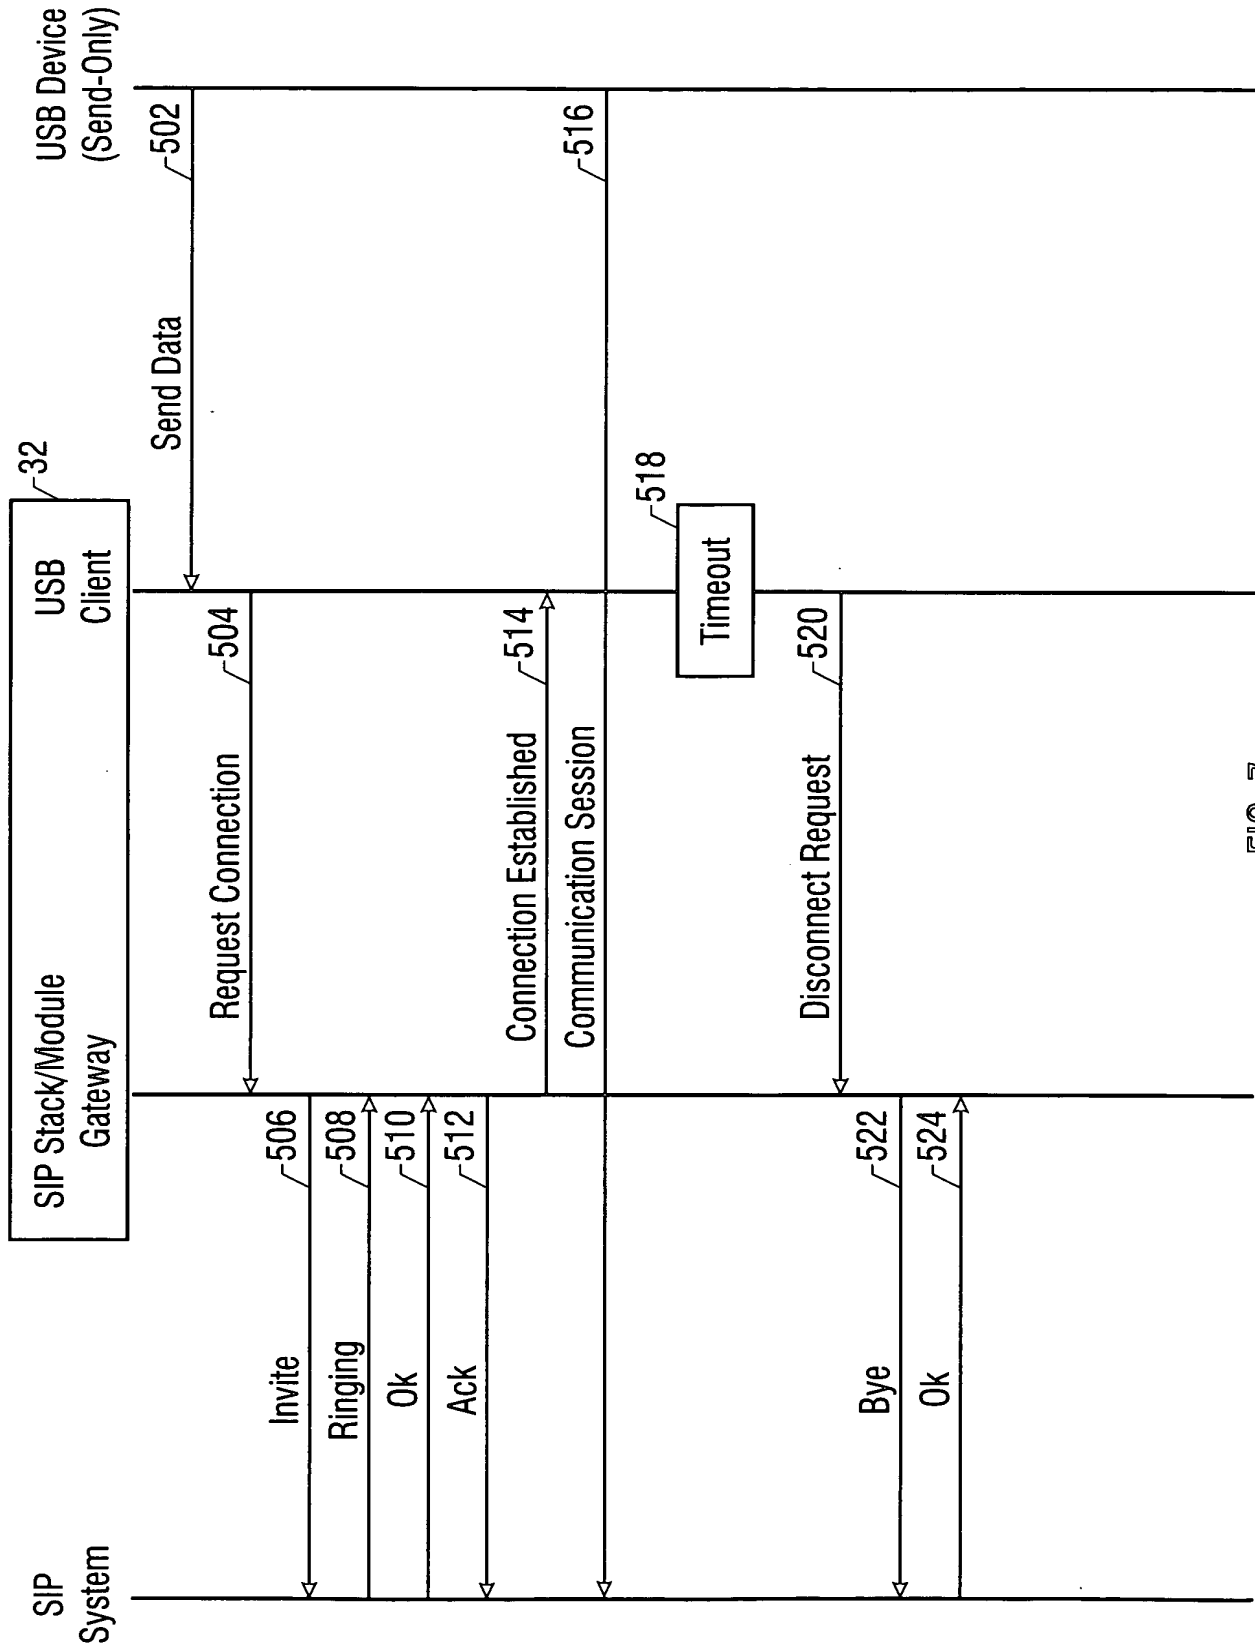 SIP
System
SIP Stack/Module
Gateway
USB
Client
32
USB Device
(Send-Only)
Send Data
502
Request Connection
504
Invite
506
Ringing
508
Ok
510
Ack
512
Connection Established
514
Communication Session
516
Timeout
518
Disconnect Request
520
Bye
522
Ok
524